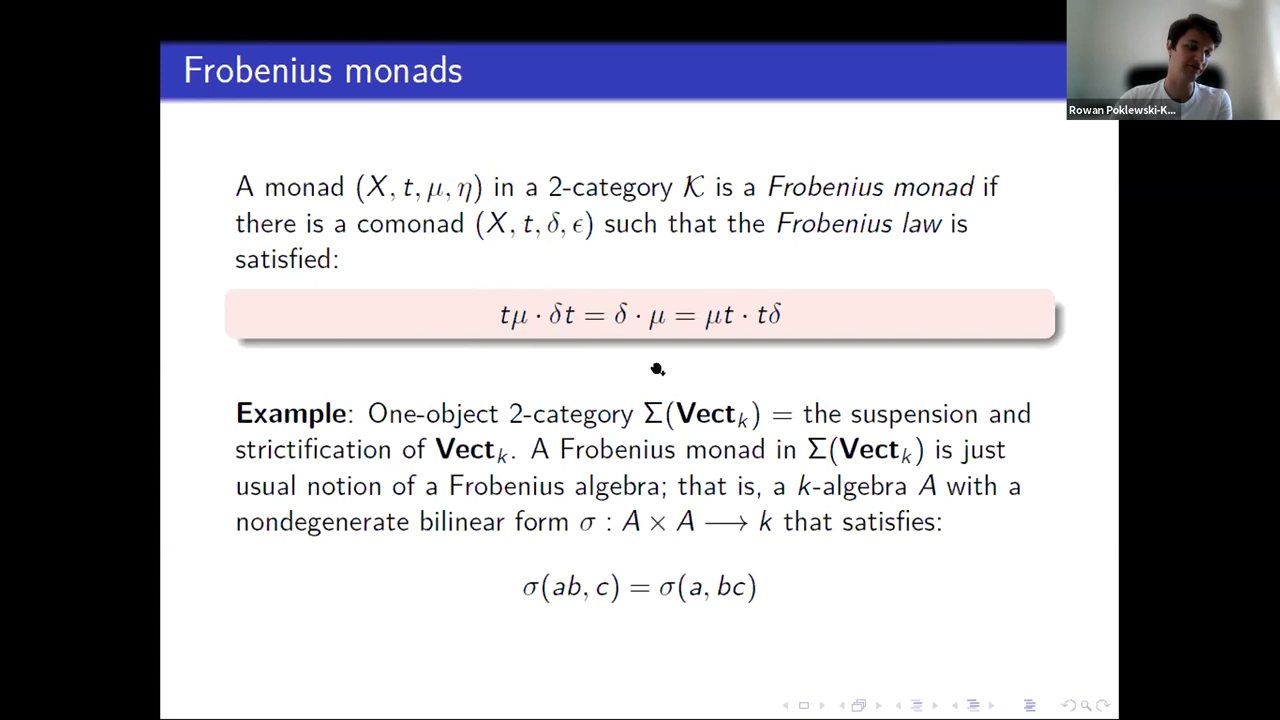 Frobenius monads
Rowan Poklewski-K...
A monad (X, t, μ, η) in a 2-category 𝒦 is a Frobenius monad if
there is a comonad (X, t, δ, ϵ) such that the Frobenius law is
satisfied:
tμ · δt = δ · μ = μt · tδ
Example: One-object 2-category Σ(Vectₖ) = the suspension and
strictification of Vectₖ. A Frobenius monad in Σ(Vectₖ) is just
usual notion of a Frobenius algebra; that is, a k-algebra A with a
nondegenerate bilinear form σ : A × A ⟶ k that satisfies:
σ(ab, c) = σ(a, bc)